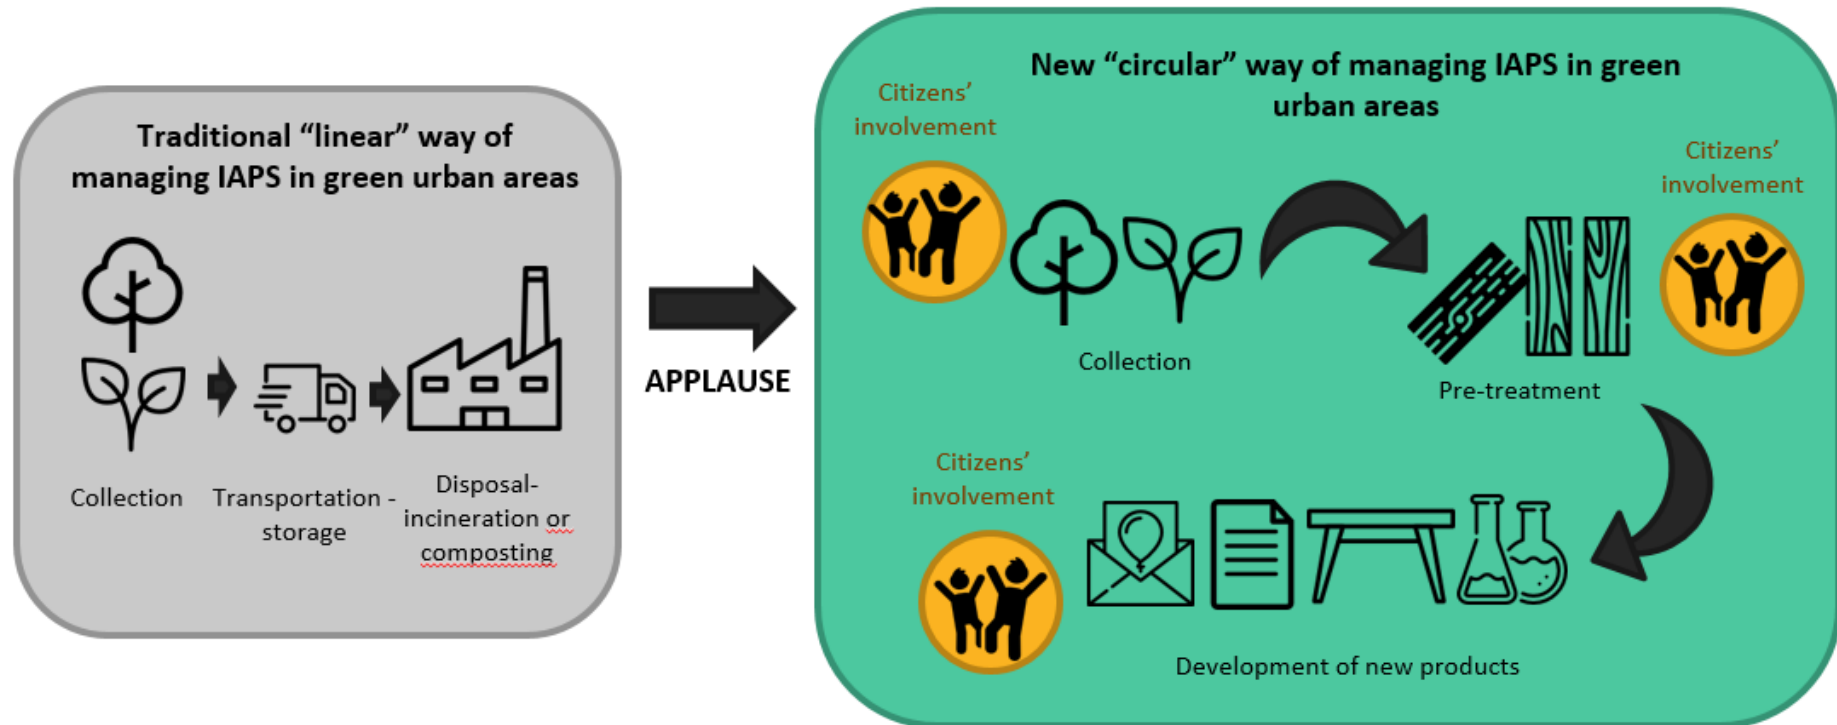 Traditional “linear” way of
managing IAPS in green urban areas
Collection
Transportation -
storage
Disposal-
incineration or
composting
APPLAUSE
New “circular” way of managing IAPS in green
urban areas
Citizens’
involvement
Collection
Citizens’
involvement
Pre-treatment
Citizens’
involvement
Development of new products